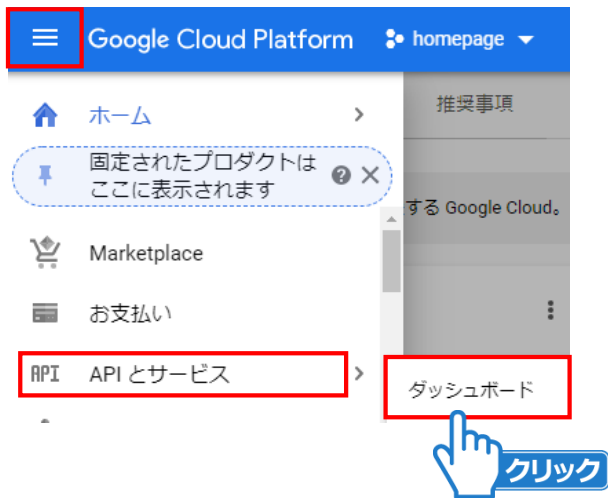 Google Cloud Platform homepage
ホーム
推奨事項
固定されたプロダクトは
ここに表示されます
する Google Cloud。
Marketplace
お支払い
API APIとサービス
ダッシュボード
クリック